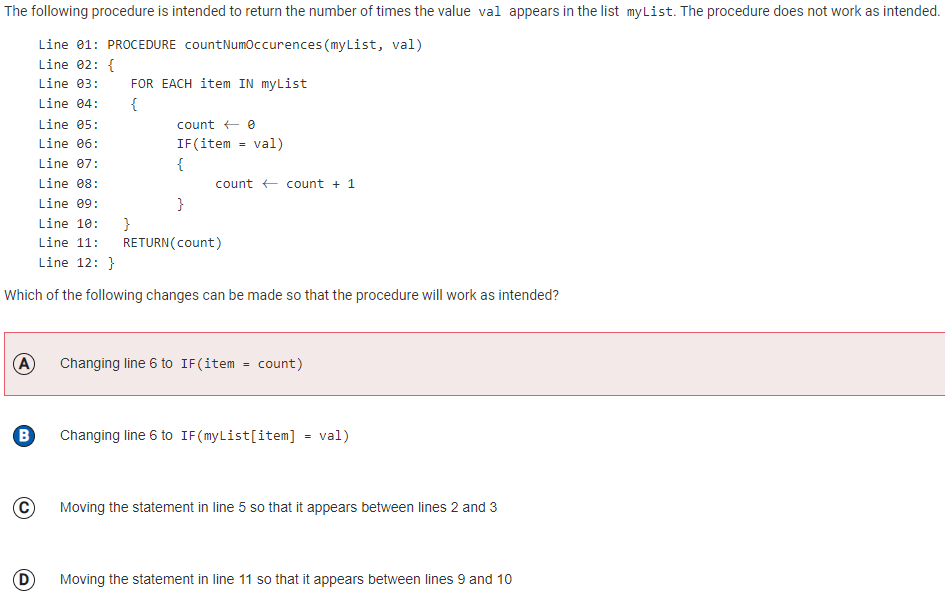 The following procedure is intended to return the number of times the value val appears in the list myList. The procedure does not work as intended.
Line 01: PROCEDURE countNumOccurences(myList, val)
Line 02: {
Line 03: FOR EACH item IN myList
Line 04: {
Line 05: count ← 0
Line 06: IF(item = val)
Line 07: {
Line 08: count ← count + 1
Line 09: }
Line 10: }
Line 11: RETURN(count)
Line 12: }
Which of the following changes can be made so that the procedure will work as intended?
A Changing line 6 to IF(item = count)
B Changing line 6 to IF(myList[item] = val)
C Moving the statement in line 5 so that it appears between lines 2 and 3
D Moving the statement in line 11 so that it appears between lines 9 and 10